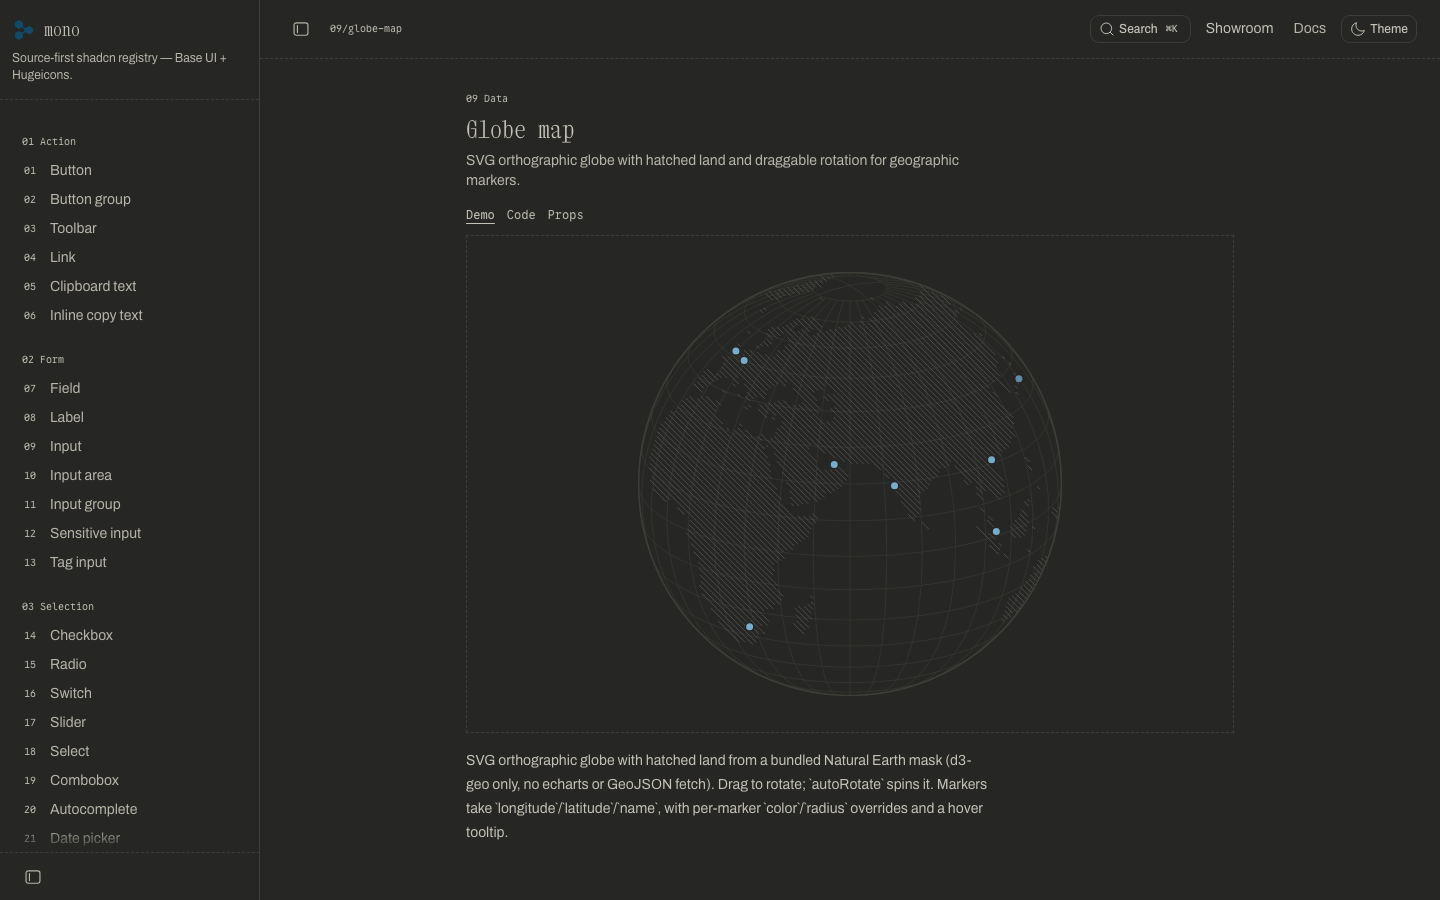 mono
Source-first shadcn registry — Base UI +
Hugeicons.
01 Action
01 Button
02 Button group
03 Toolbar
04 Link
05 Clipboard text
06 Inline copy text
02 Form
07 Field
08 Label
09 Input
10 Input area
11 Input group
12 Sensitive input
13 Tag input
03 Selection
14 Checkbox
15 Radio
16 Switch
17 Slider
18 Select
19 Combobox
20 Autocomplete
21 Date picker
09/globe-map
Search ⌘K
Showroom
Docs
Theme
09 Data
Globe map
SVG orthographic globe with hatched land and draggable rotation for geographic
markers.
Demo Code Props
SVG orthographic globe with hatched land from a bundled Natural Earth mask (d3-
geo only, no echarts or GeoJSON fetch). Drag to rotate; `autoRotate` spins it. Markers
take `longitude`/`latitude`/`name`, with per-marker `color`/`radius` overrides and a hover
tooltip.